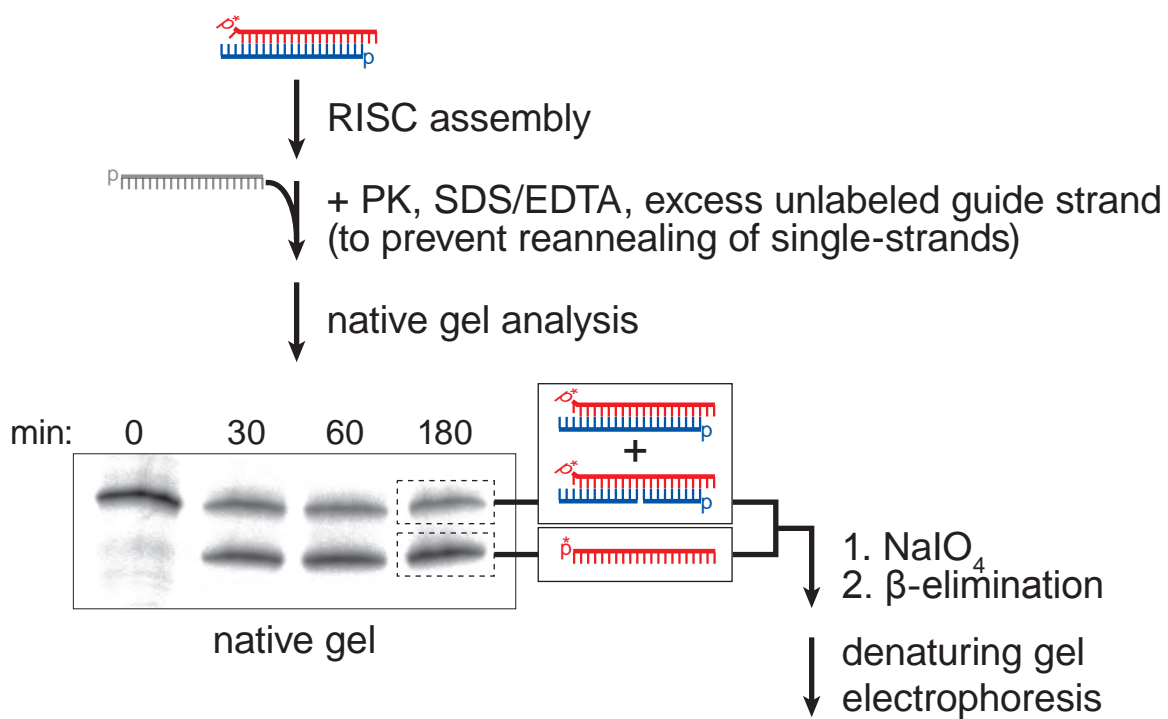 p*
p
RISC assembly
p
+ PK, SDS/EDTA, excess unlabeled guide strand
(to prevent reannealing of single-strands)
native gel analysis
min: 0 30 60 180
p*
p
+
p*
p
p*
native gel
1. NaIO4
2. β-elimination
denaturing gel
electrophoresis